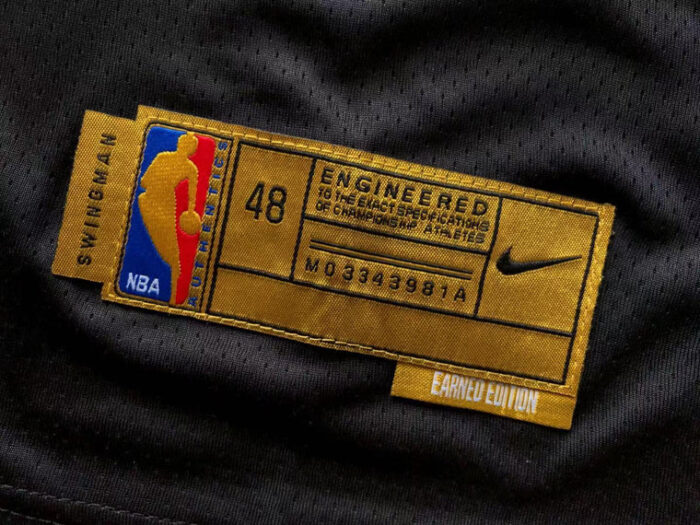 SWINGMAN
NBA
AUTHENTICS
48
ENGINEERED
TO THE EXACT SPECIFICATIONS
OF CHAMPIONSHIP ATHLETES
M03343981A
EARNED EDITION